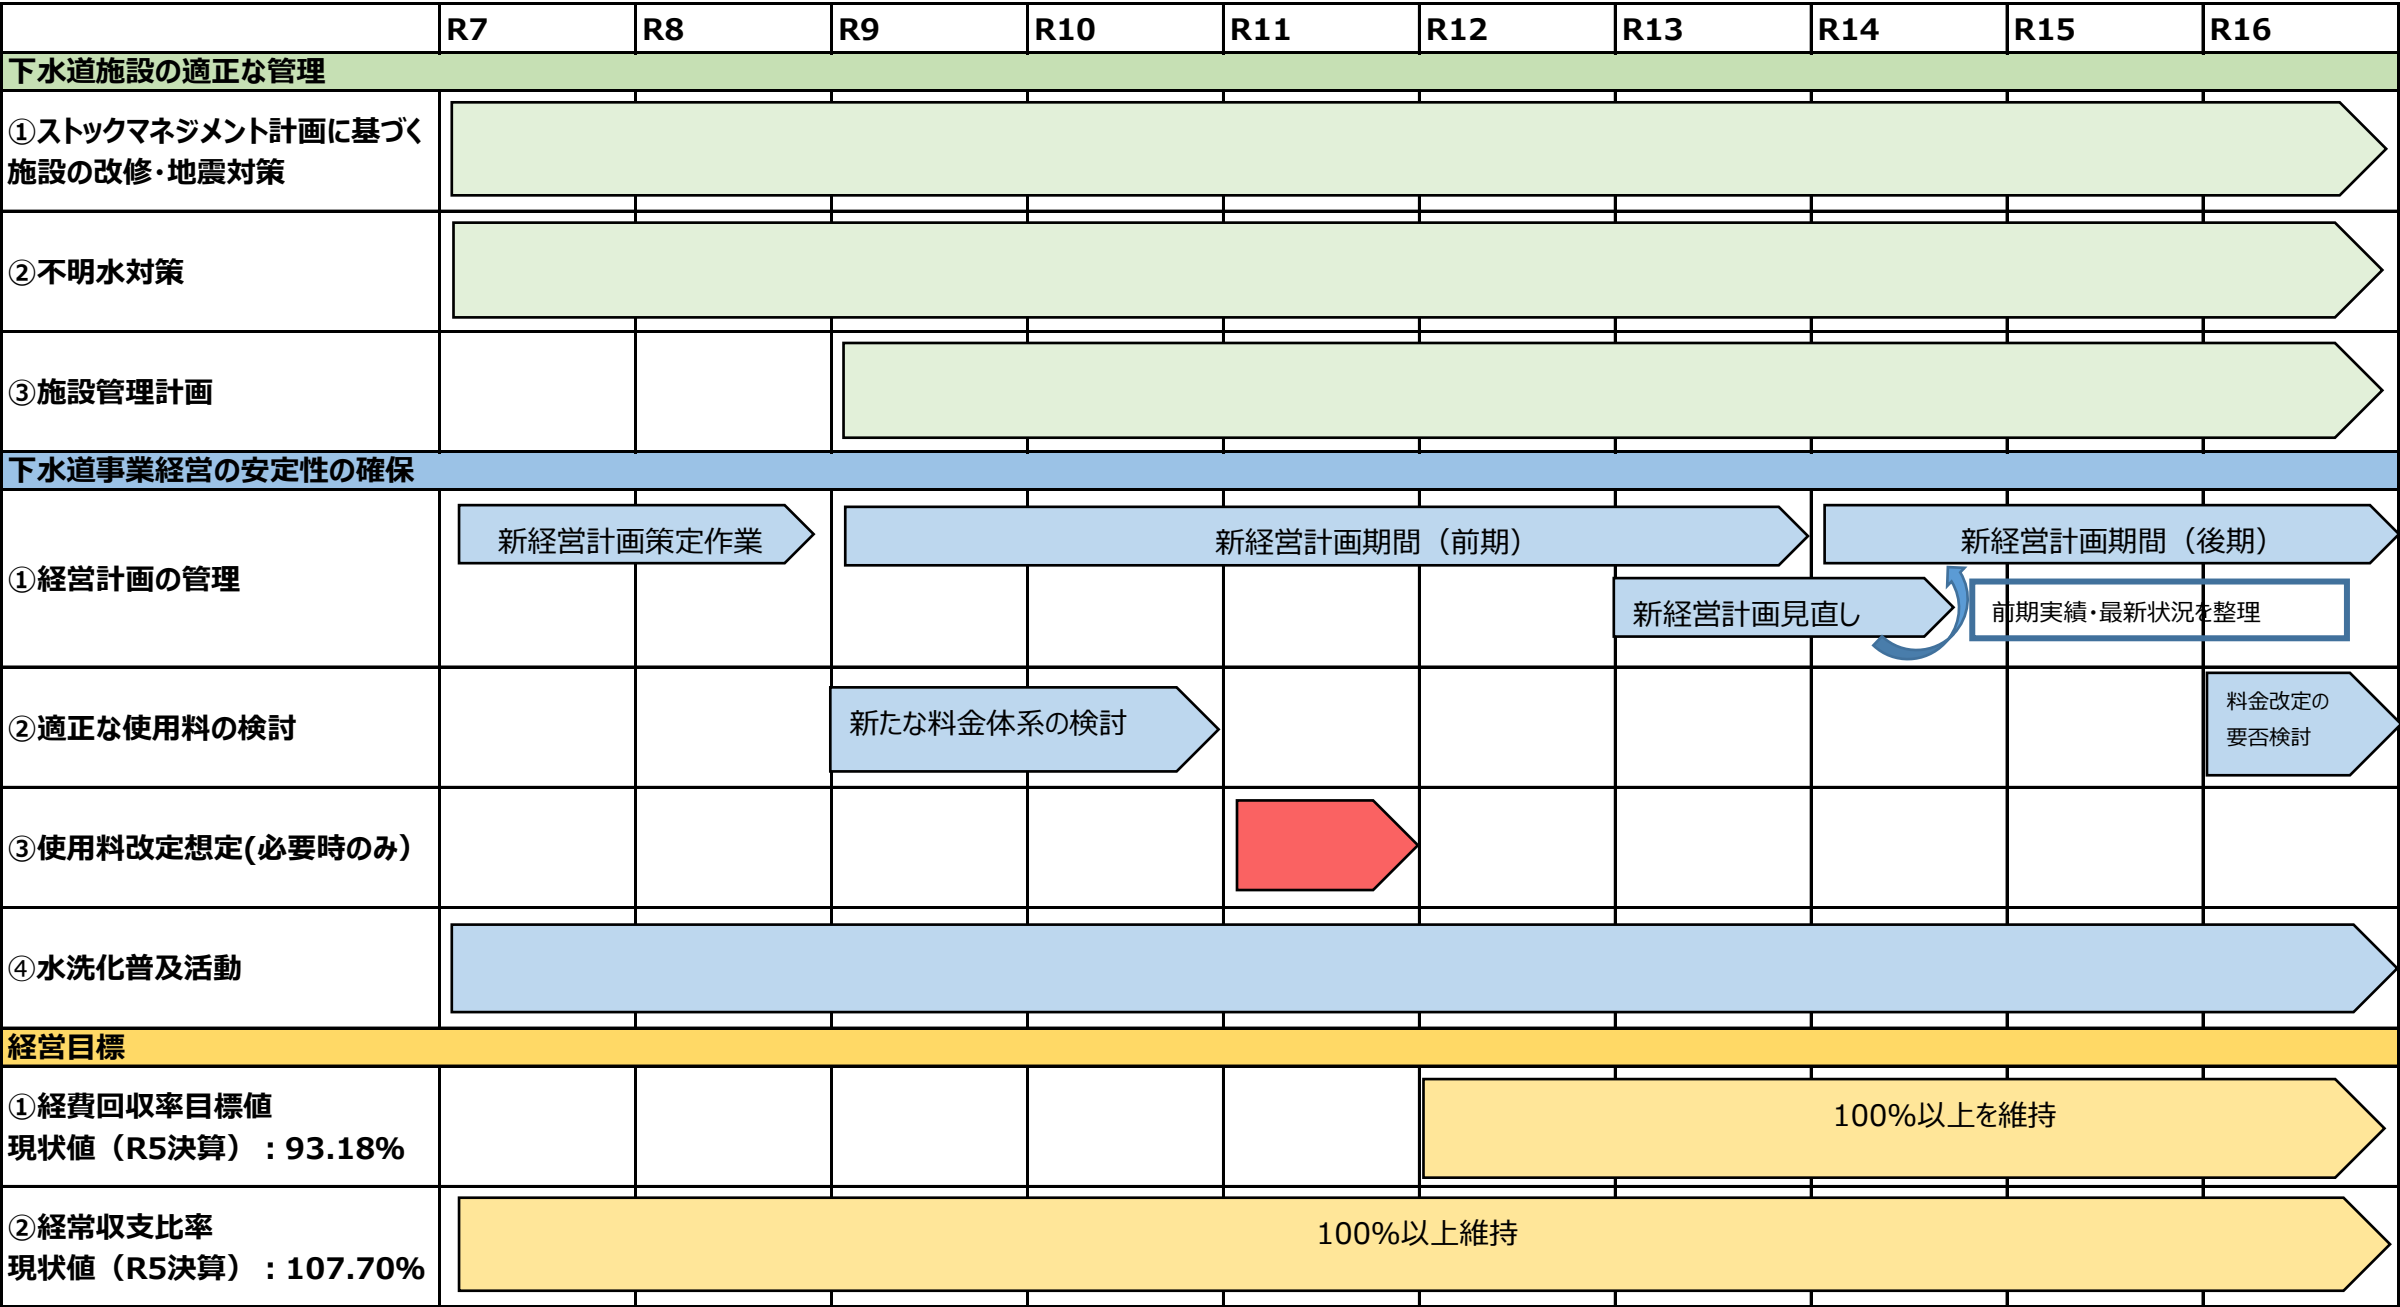 R7 R8 R9 R10 R11 R12 R13 R14 R15 R16
下水道施設の適正な管理
①ストックマネジメント計画に基づく
施設の改修・地震対策
②不明水対策
③施設管理計画
下水道事業経営の安定性の確保
①経営計画の管理
新経営計画策定作業
新経営計画期間（前期）
新経営計画期間（後期）
新経営計画見直し
前期実績・最新状況を整理
②適正な使用料の検討
新たな料金体系の検討
料金改定の
要否検討
③使用料改定想定(必要時のみ）
④水洗化普及活動
経営目標
①経費回収率目標値
現状値（R5決算）：93.18%
100%以上を維持
②経常収支比率
現状値（R5決算）：107.70%
100%以上維持